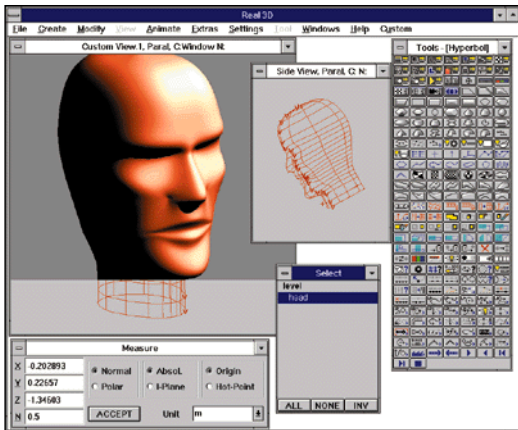 Real 3D
File Create Modify View Animate Extras Settings Tool Windows Help Custom
Custom View.1, Paral, C:Window N:
Side View, Paral, C: N:
Tools - [Hyperbol]
Select
level
head
ALL NONE INV
Measure
X -0.202893
Y 0.22657
Z -1.34603
N 0.5
Normal Absol. Origin
Polar I-Plane Hot-Point
ACCEPT Unit m